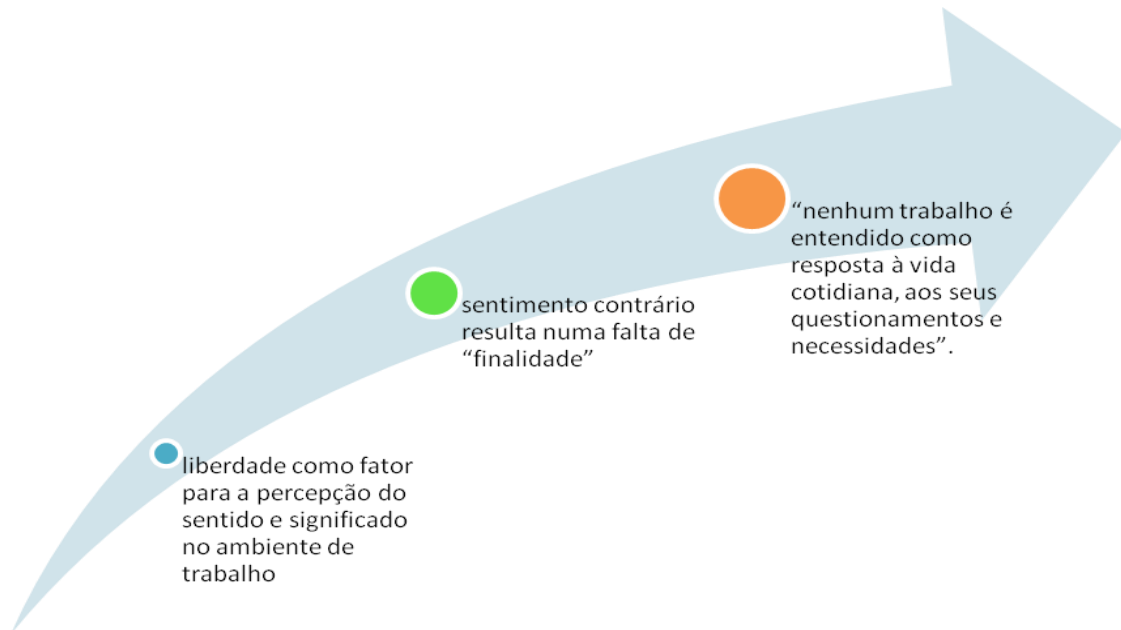 liberdade como fator
para a percepção do
sentido e significado
no ambiente de
trabalho
sentimento contrário
resulta numa falta de
“finalidade”
“nenhum trabalho é
entendido como
resposta à vida
cotidiana, aos seus
questionamentos e
necessidades”.